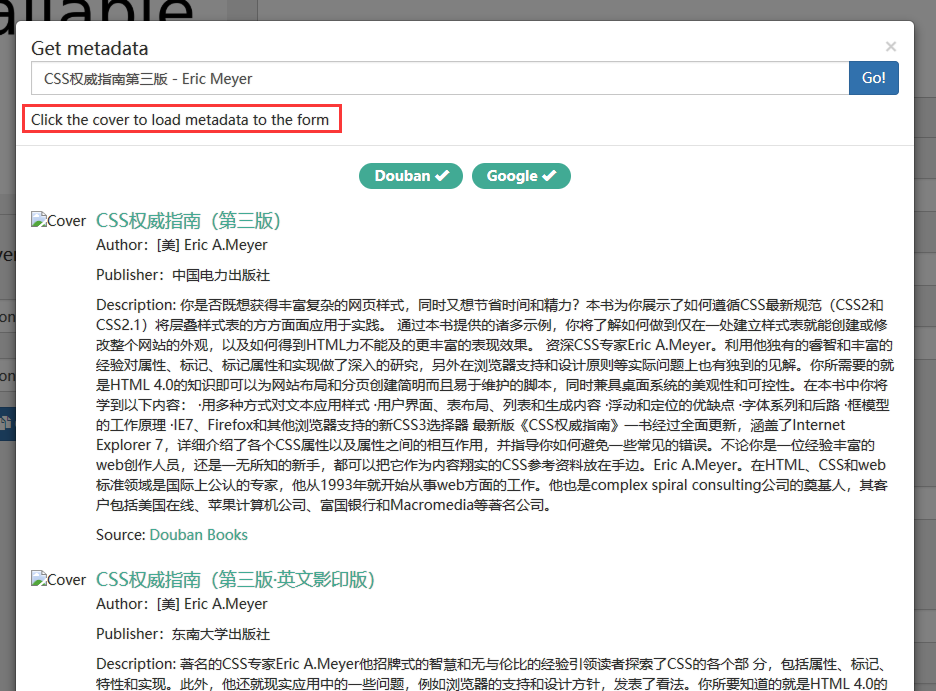 ailable
Get metadata
×
CSS权威指南第三版 - Eric Meyer
Go!
Click the cover to load metadata to the form
Douban ✔
Google ✔
Cover
CSS权威指南（第三版）
Author：[美] Eric A.Meyer
Publisher：中国电力出版社
Description: 你是否既想获得丰富复杂的网页样式，同时又想节省时间和精力？本书为你展示了如何遵循CSS最新规范（CSS2和
CSS2.1）将层叠样式表的方方面面应用于实践。 通过本书提供的诸多示例，你将了解如何做到仅在一处建立样式表就能创建或修
改整个网站的外观，以及如何得到HTML力不能及的更丰富的表现效果。 资深CSS专家Eric A.Meyer。利用他独有的睿智和丰富的
经验对属性、标记、标记属性和实现做了深入的研究，另外在浏览器支持和设计原则等实际问题上也有独到的见解。你所需要的就
是HTML 4.0的知识即可以为网站布局和分页创建简明而且易于维护的脚本，同时兼具桌面系统的美观性和可控性。在本书中你将
学到以下内容： ·用多种方式对文本应用样式 ·用户界面、表布局、列表和生成内容 ·浮动和定位的优缺点 ·字体系列和后路 ·框模型
的工作原理 ·IE7、Firefox和其他浏览器支持的新CSS3选择器 最新版《CSS权威指南》一书经过全面更新，涵盖了Internet
Explorer 7，详细介绍了各个CSS属性以及属性之间的相互作用，并指导你如何避免一些常见的错误。不论你是一位经验丰富的
web创作人员，还是一无所知的新手，都可以把它作为内容翔实的CSS参考资料放在手边。Eric A.Meyer。在HTML、CSS和web
标准领域是国际上公认的专家，他从1993年就开始从事web方面的工作。他也是complex spiral consulting公司的奠基人，其客
户包括美国在线、苹果计算机公司、富国银行和Macromedia等著名公司。
Source: Douban Books
Cover
CSS权威指南（第三版·英文影印版）
Author：[美] Eric A.Meyer
Publisher：东南大学出版社
Description: 著名的CSS专家Eric A.Meyer他招牌式的智慧和无与伦比的经验引领读者探索了CSS的各个部 分，包括属性、标记、
特性和实现。此外，他还就现实应用中的一些问题，例如浏览器的支持和设计方针，发表了看法。你所要知道的就是HTML 4.0的